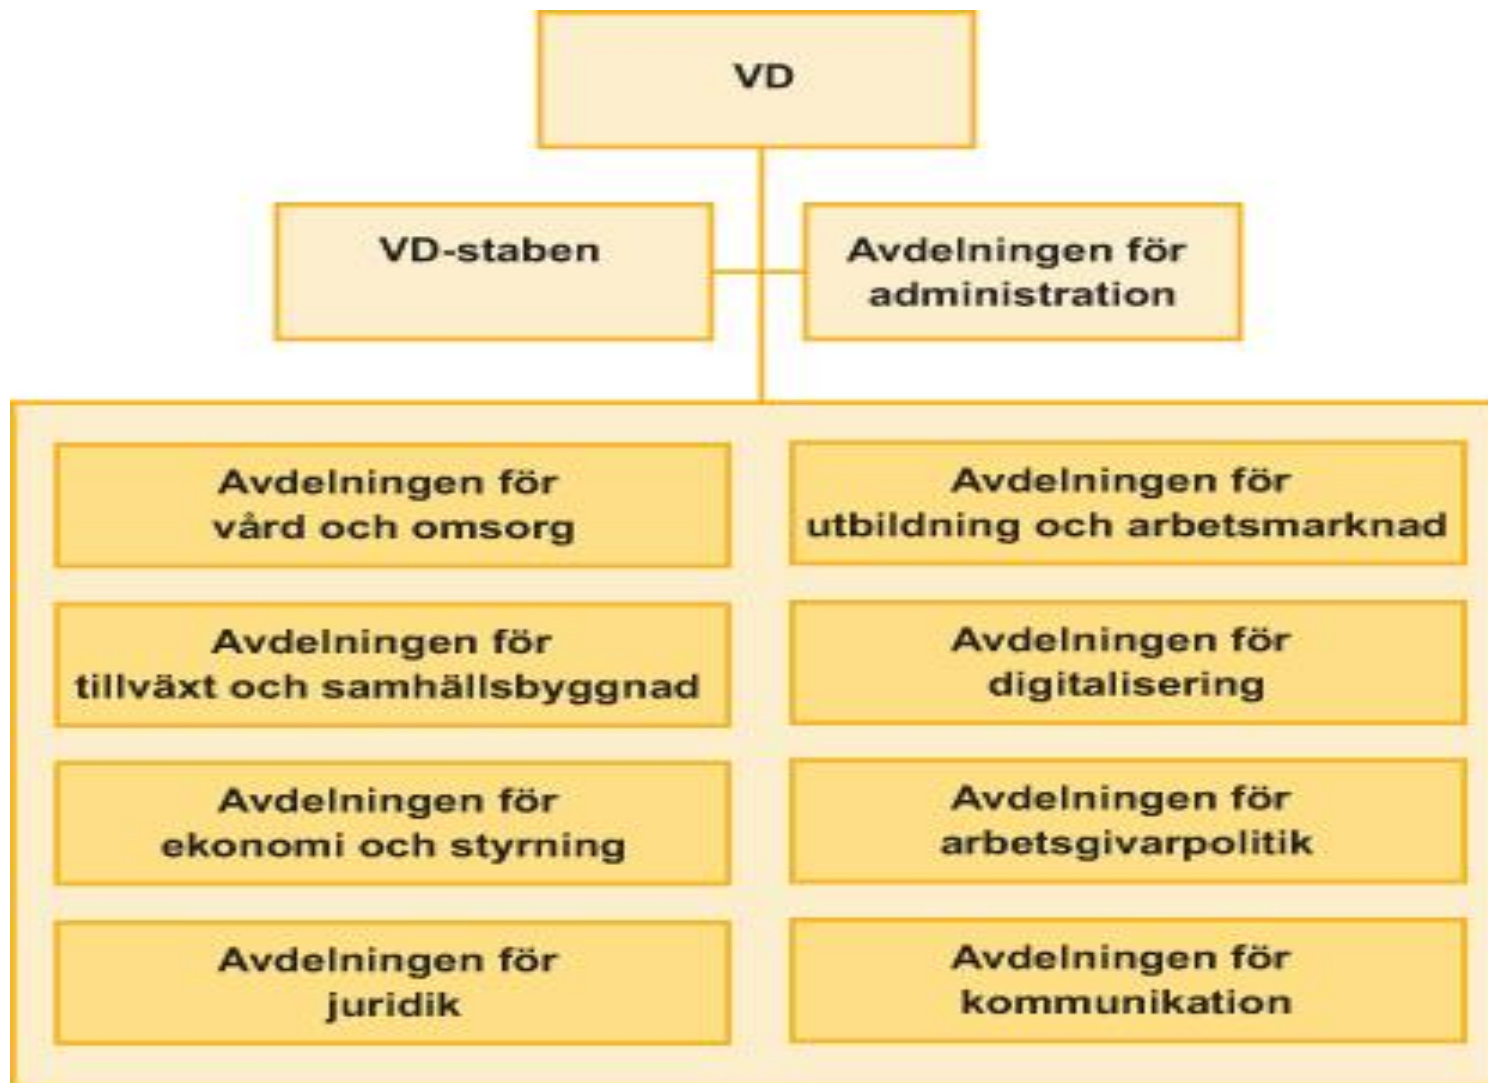 VD
VD-staben
Avdelningen för
administration
Avdelningen för
vård och omsorg
Avdelningen för
utbildning och arbetsmarknad
Avdelningen för
tillväxt och samhällsbyggnad
Avdelningen för
digitalisering
Avdelningen för
ekonomi och styrning
Avdelningen för
arbetsgivarpolitik
Avdelningen för
juridik
Avdelningen för
kommunikation